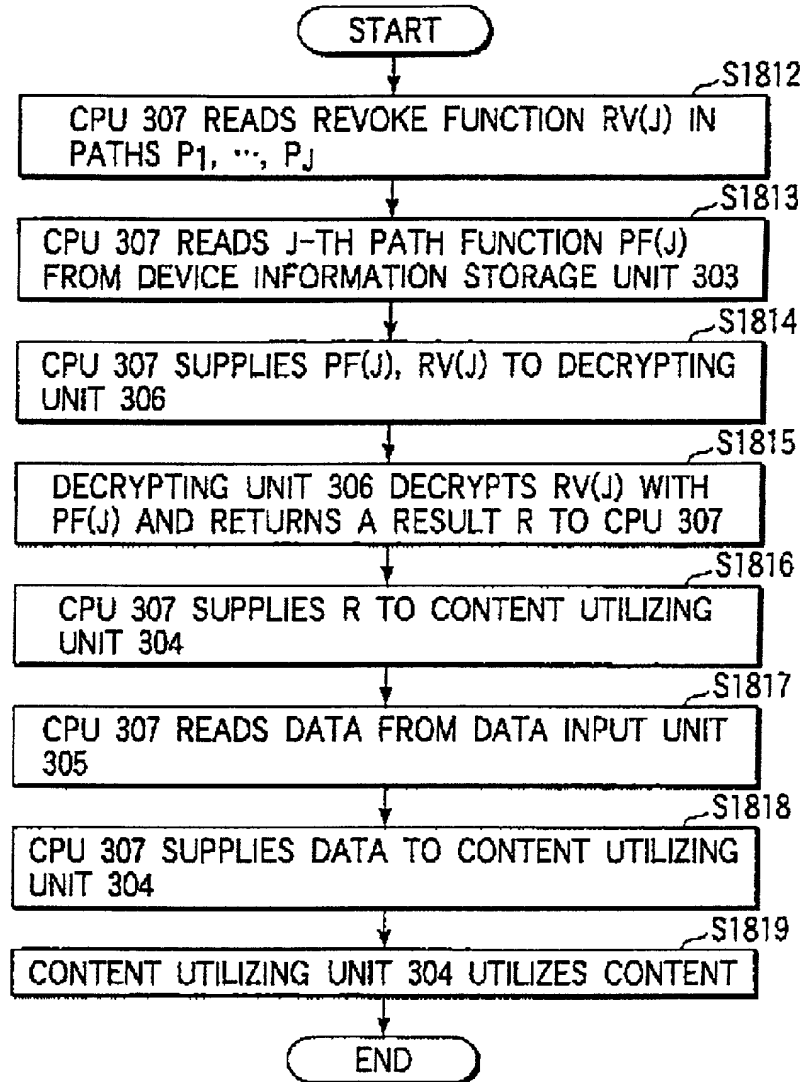 START
S1812
CPU 307 READS REVOKE FUNCTION RV(J) IN
PATHS P1, ..., PJ
S1813
CPU 307 READS J-TH PATH FUNCTION PF(J)
FROM DEVICE INFORMATION STORAGE UNIT 303
S1814
CPU 307 SUPPLIES PF(J), RV(J) TO DECRYPTING
UNIT 306
S1815
DECRYPTING UNIT 306 DECRYPTS RV(J) WITH
PF(J) AND RETURNS A RESULT R TO CPU 307
S1816
CPU 307 SUPPLIES R TO CONTENT UTILIZING
UNIT 304
S1817
CPU 307 READS DATA FROM DATA INPUT UNIT
305
S1818
CPU 307 SUPPLIES DATA TO CONTENT UTILIZING
UNIT 304
S1819
CONTENT UTILIZING UNIT 304 UTILIZES CONTENT
END